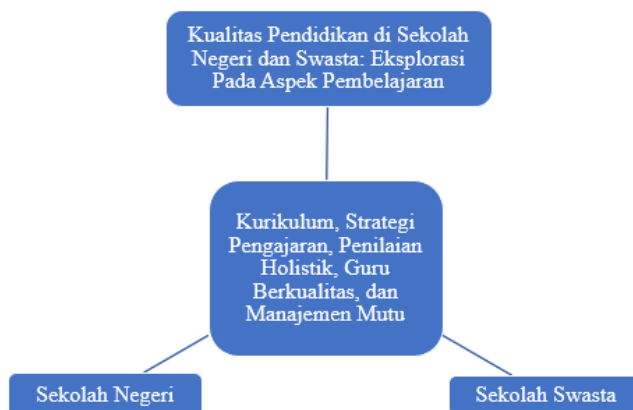 Kualitas Pendidikan di Sekolah
Negeri dan Swasta: Eksplorasi
Pada Aspek Pembelajaran
Kurikulum, Strategi
Pengajaran, Penilaian
Holistik, Guru
Berkualitas, dan
Manajemen Mutu
Sekolah Negeri
Sekolah Swasta